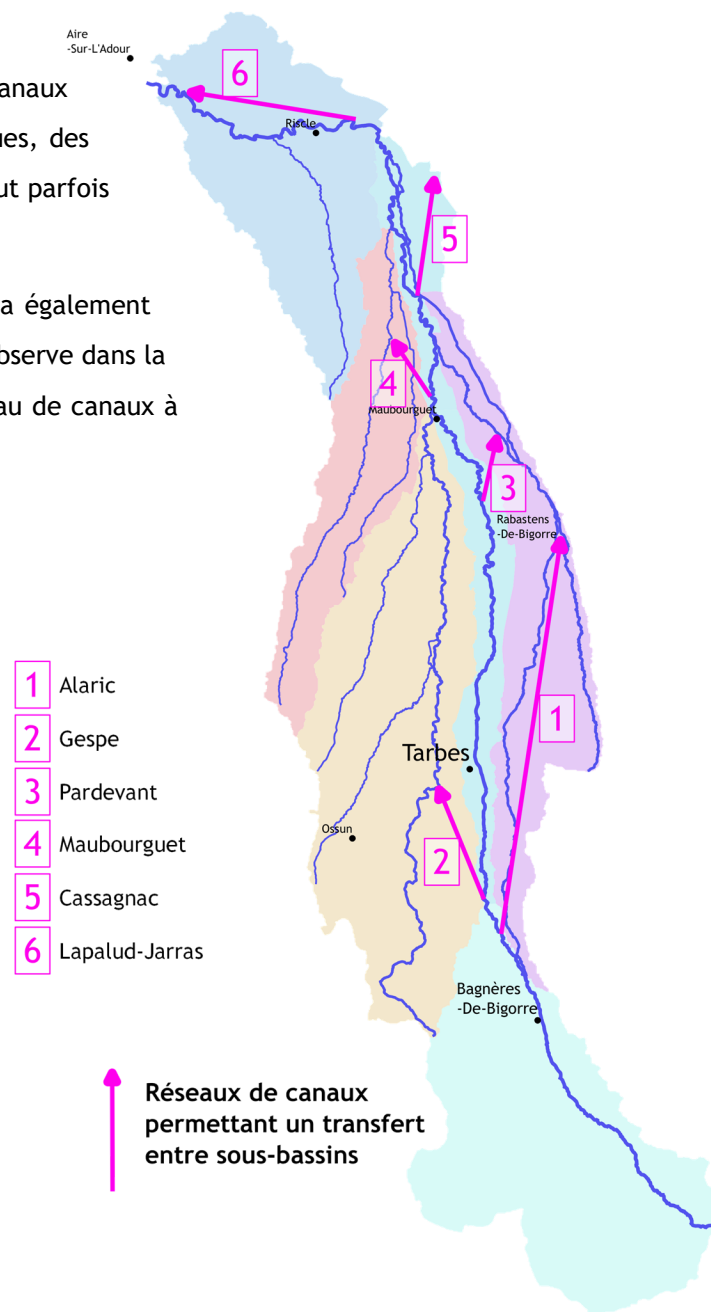 Aire
-Sur-L'Adour
6
anaux
Riscle
ues, des
ut parfois
5
a également
bserve dans la
4
au de canaux à
Maubourguet
3
Rabastens
-De-Bigorre
1 Alaric
1
2 Gespe
Tarbes
3 Pardevant
Ossun
4 Maubourguet
2
5 Cassagnac
6 Lapalud-Jarras
Bagnères
-De-Bigorre
Réseaux de canaux
permettant un transfert
entre sous-bassins